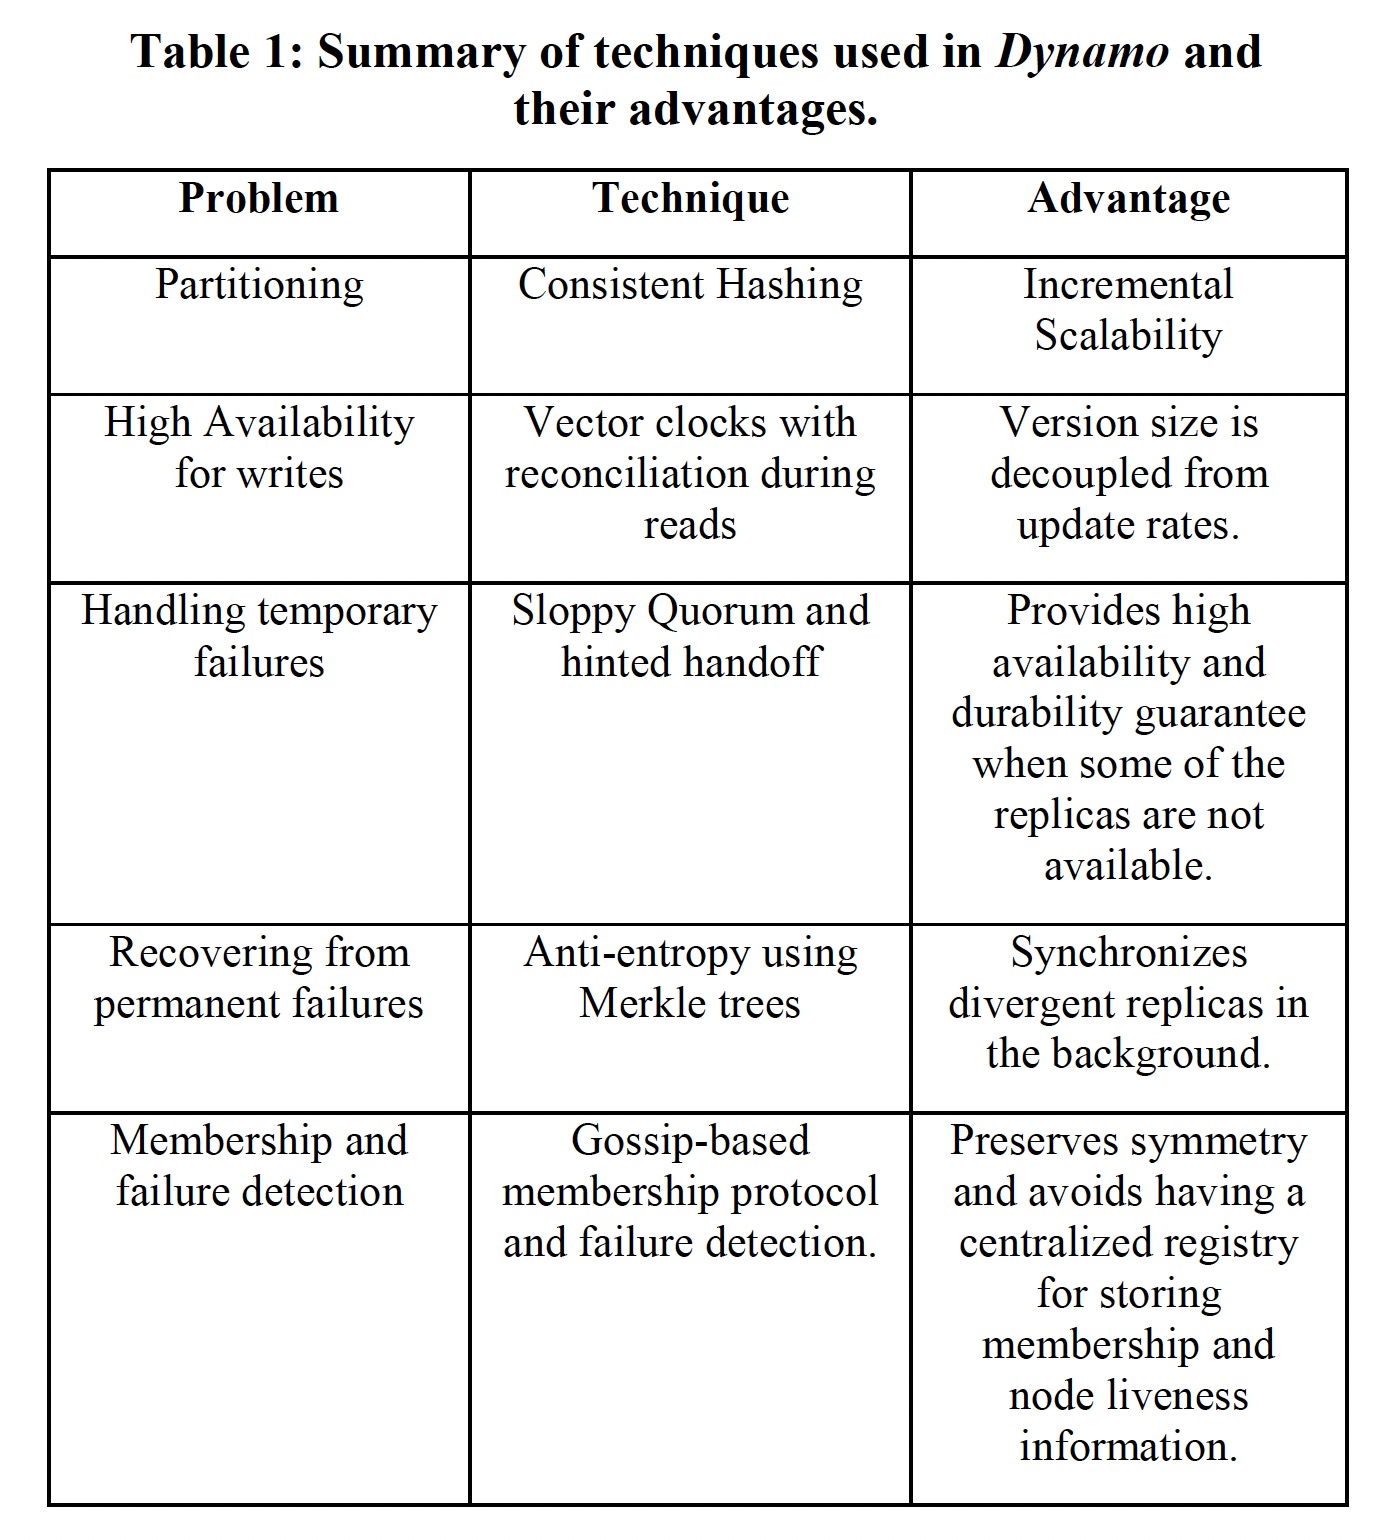 Table 1: Summary of techniques used in Dynamo and
their advantages.
Problem
Technique
Advantage
Partitioning
Consistent Hashing
Incremental
Scalability
High Availability
for writes
Vector clocks with
reconciliation during
reads
Version size is
decoupled from
update rates.
Handling temporary
failures
Sloppy Quorum and
hinted handoff
Provides high
availability and
durability guarantee
when some of the
replicas are not
available.
Recovering from
permanent failures
Anti-entropy using
Merkle trees
Synchronizes
divergent replicas in
the background.
Membership and
failure detection
Gossip-based
membership protocol
and failure detection.
Preserves symmetry
and avoids having a
centralized registry
for storing
membership and
node liveness
information.